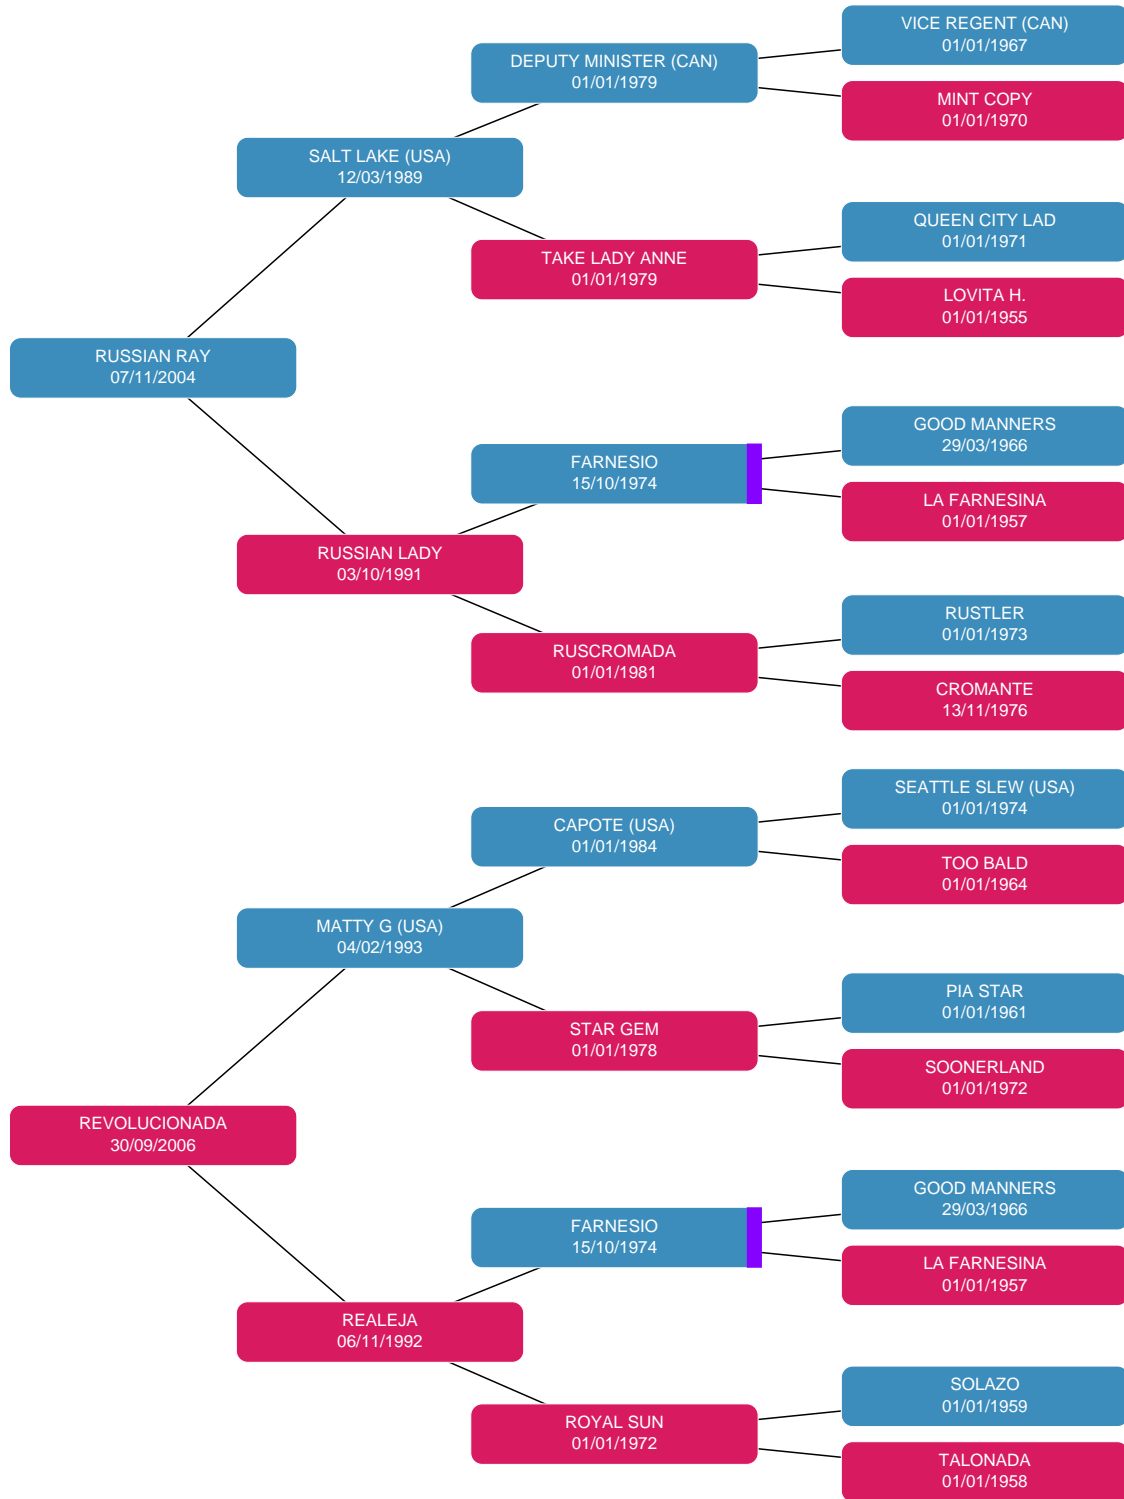 VICE REGENT (CAN)
01/01/1967
DEPUTY MINISTER (CAN)
01/01/1979
MINT COPY
01/01/1970
SALT LAKE (USA)
12/03/1989
QUEEN CITY LAD
01/01/1971
TAKE LADY ANNE
01/01/1979
LOVITA H.
01/01/1955
RUSSIAN RAY
07/11/2004
GOOD MANNERS
29/03/1966
FARNESIO
15/10/1974
LA FARNESINA
01/01/1957
RUSSIAN LADY
03/10/1991
RUSTLER
01/01/1973
RUSCROMADA
01/01/1981
CROMANTE
13/11/1976
SEATTLE SLEW (USA)
01/01/1974
CAPOTE (USA)
01/01/1984
TOO BALD
01/01/1964
MATTY G (USA)
04/02/1993
PIA STAR
01/01/1961
STAR GEM
01/01/1978
SOONERLAND
01/01/1972
REVOLUCIONADA
30/09/2006
GOOD MANNERS
29/03/1966
FARNESIO
15/10/1974
LA FARNESINA
01/01/1957
REALEJA
06/11/1992
SOLAZO
01/01/1959
ROYAL SUN
01/01/1972
TALONADA
01/01/1958